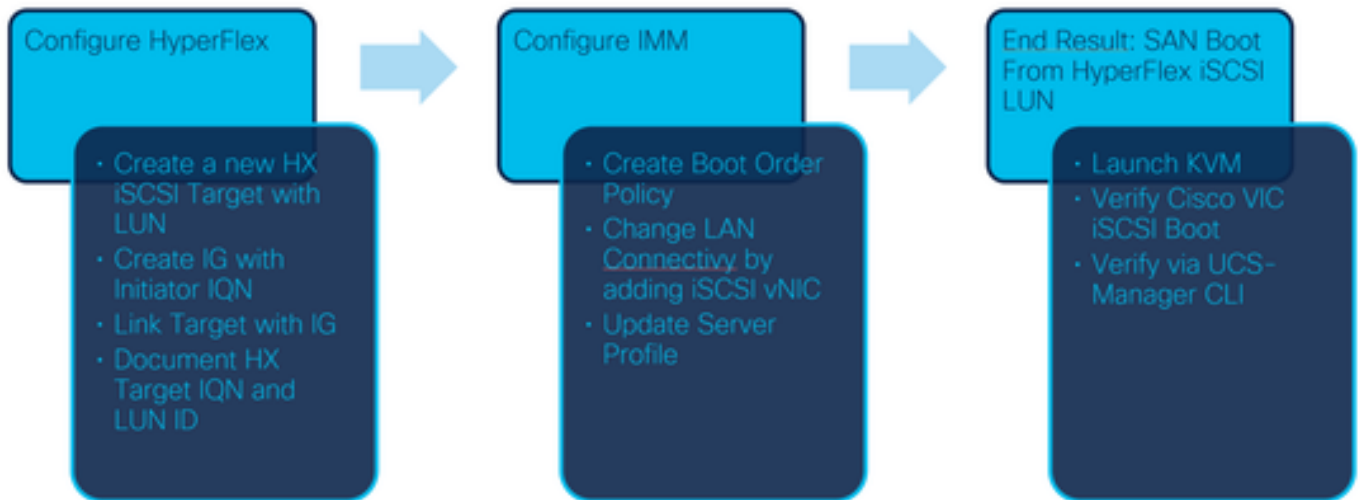 Configure HyperFlex
• Create a new HX
iSCSI Target with
LUN
• Create IG with
Initiator IQN
• Link Target with IG
• Document HX
Target IQN and
LUN ID
Configure IMM
• Create Boot Order
Policy
• Change LAN
Connectivy by
adding iSCSI vNIC
• Update Server
Profile
End Result: SAN Boot
From HyperFlex iSCSI
LUN
• Launch KVM
• Verify Cisco VIC
iSCSI Boot
• Verify via UCS-
Manager CLI